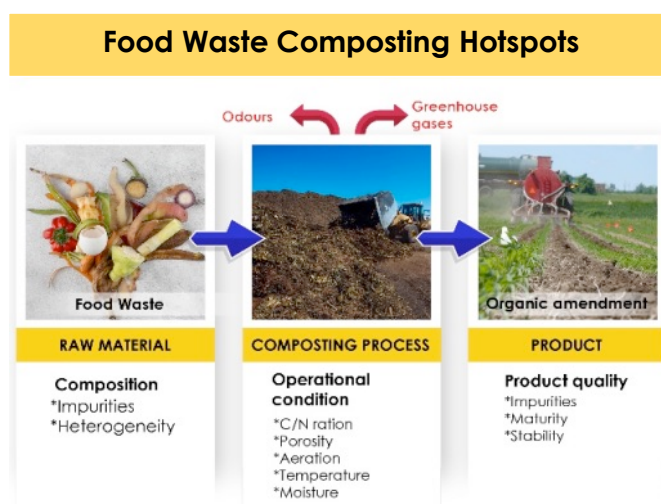 Food Waste Composting Hotspots
Odours
Greenhouse
gases
Food Waste
Organic amendment
RAW MATERIAL
COMPOSTING PROCESS
PRODUCT
Composition
*Impurities
*Heterogeneity
Operational
condition
*C/N ration
*Porosity
*Aeration
*Temperature
*Moisture
Product quality
*Impurities
*Maturity
*Stability